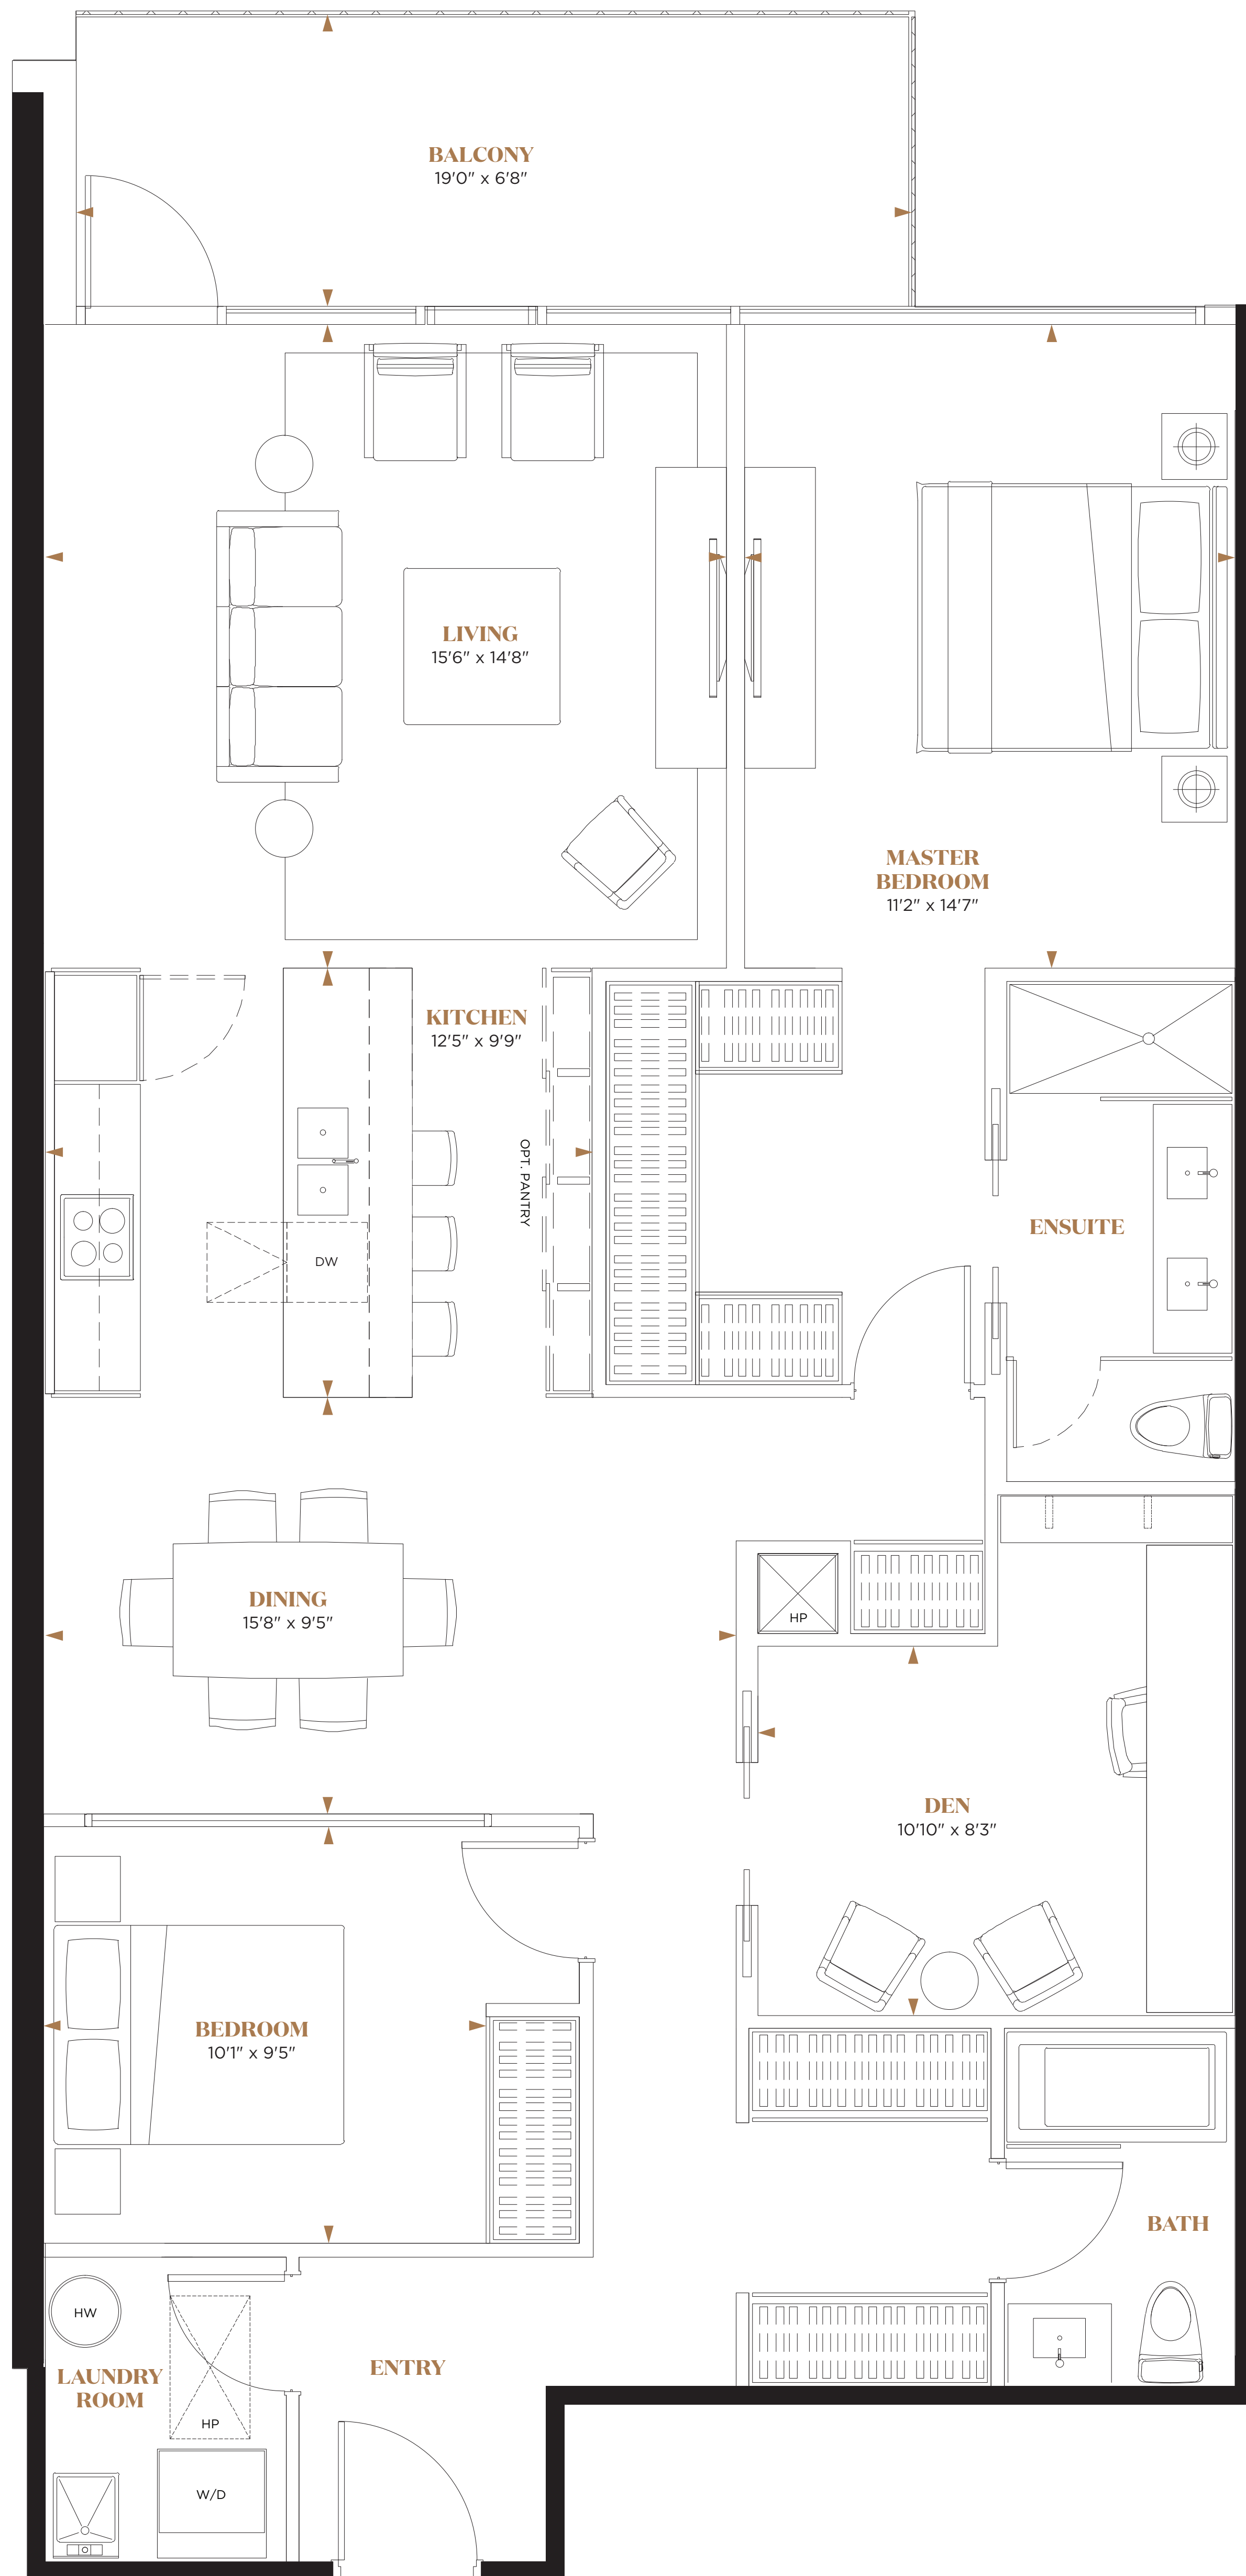 BALCONY
19'0" x 6'8"
LIVING
15'6" x 14'8"
MASTER
BEDROOM
11'2" x 14'7"
KITCHEN
12'5" x 9'9"
OPT. PANTRY
ENSUITE
DW
DINING
15'8" x 9'5"
HP
DEN
10'10" x 8'3"
BEDROOM
10'1" x 9'5"
BATH
HW
LAUNDRY
ROOM
ENTRY
HP
W/D